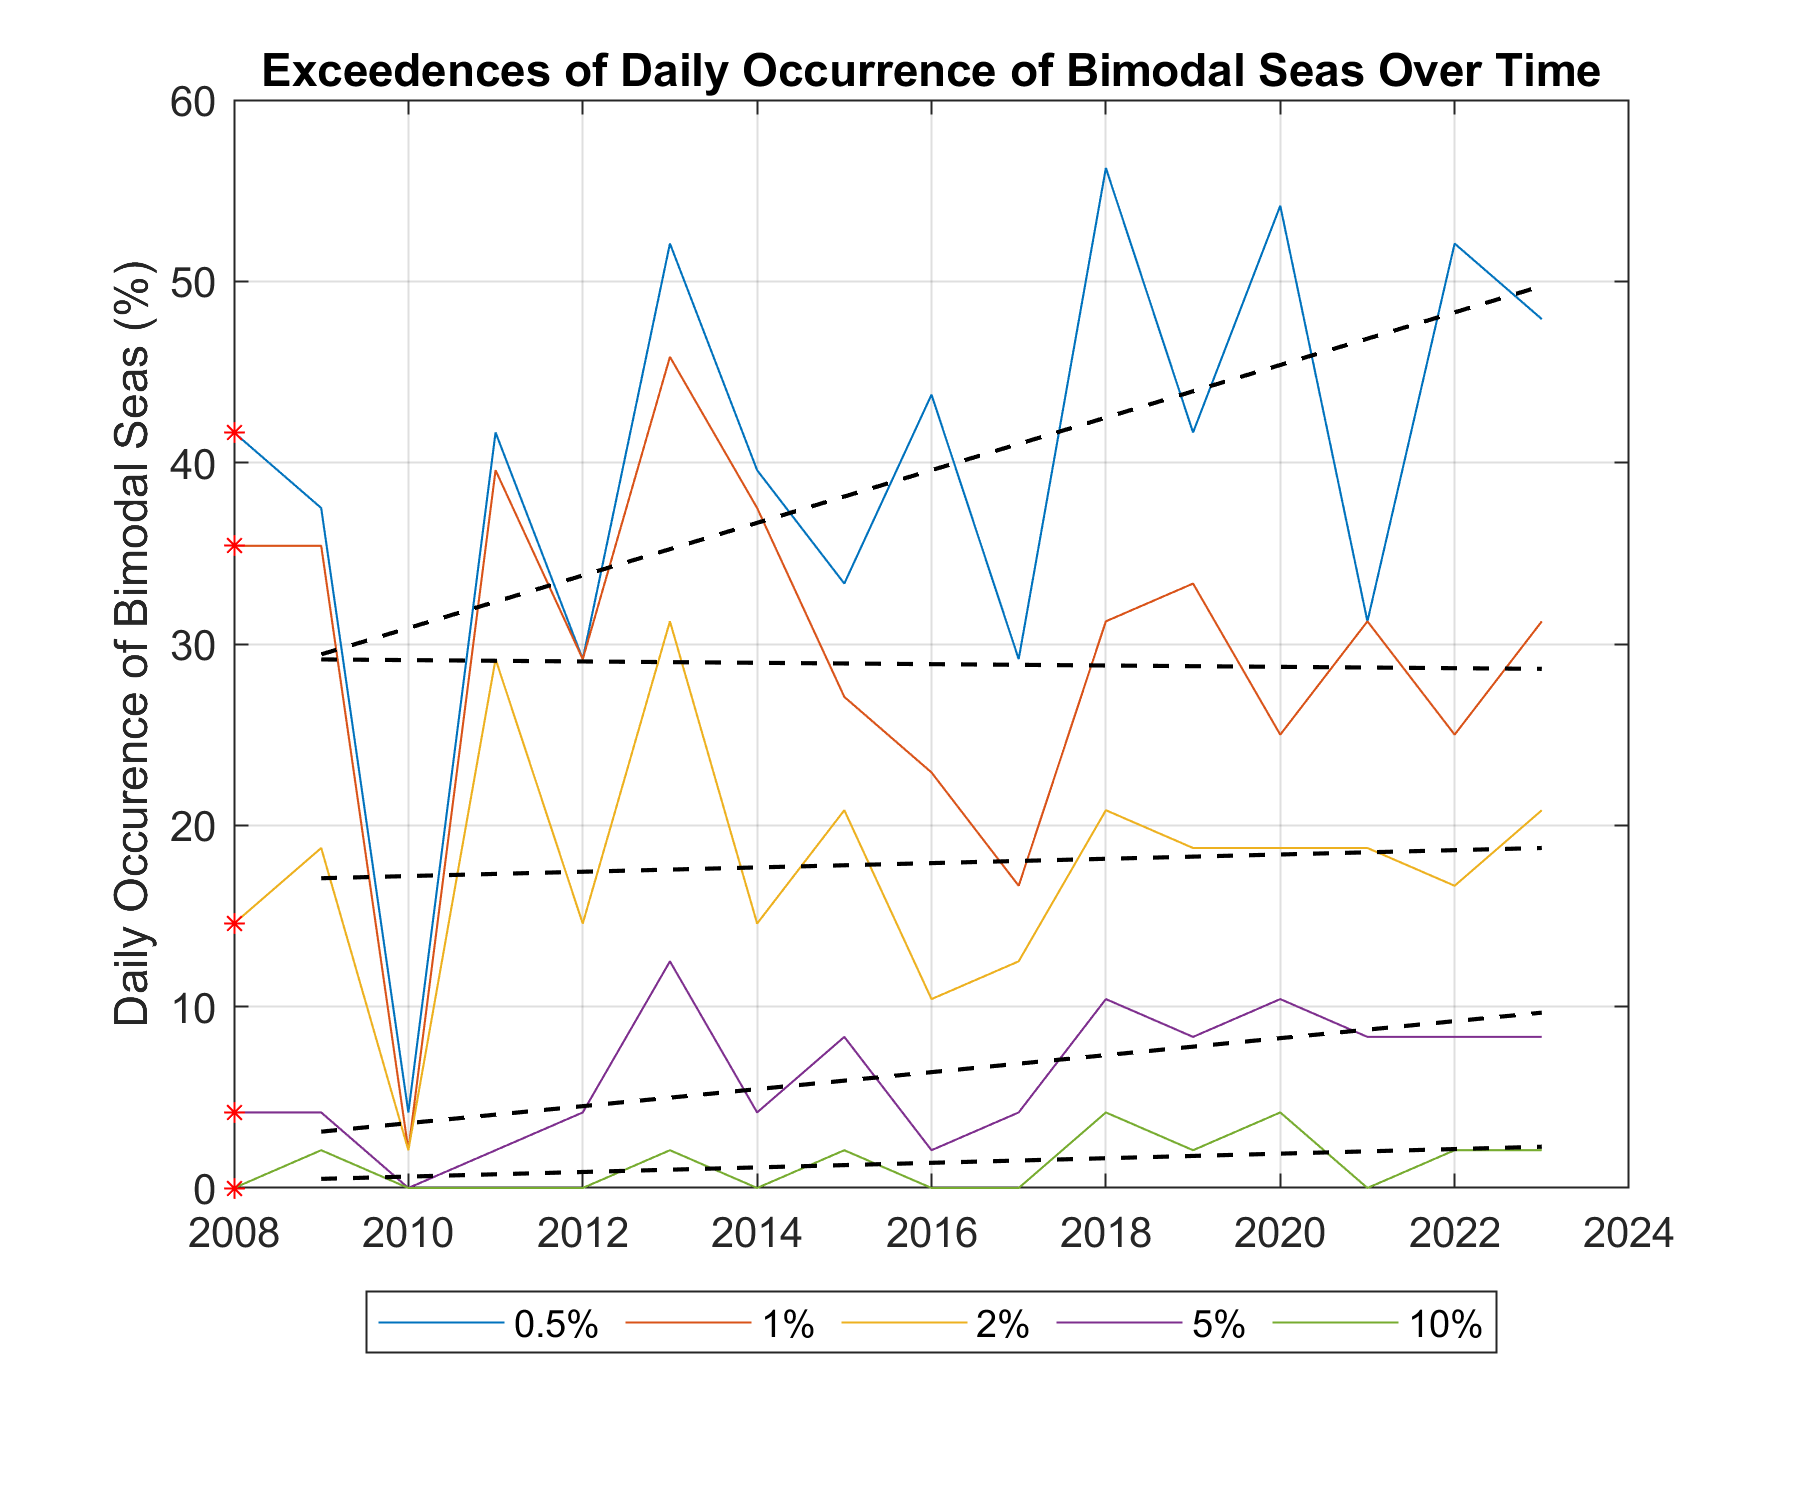 Exceedences of Daily Occurrence of Bimodal Seas Over Time
Daily Occurence of Bimodal Seas (%)
60
50
40
30
20
10
0
2008 2010 2012 2014 2016 2018 2020 2022 2024
0.5% 1% 2% 5% 10%